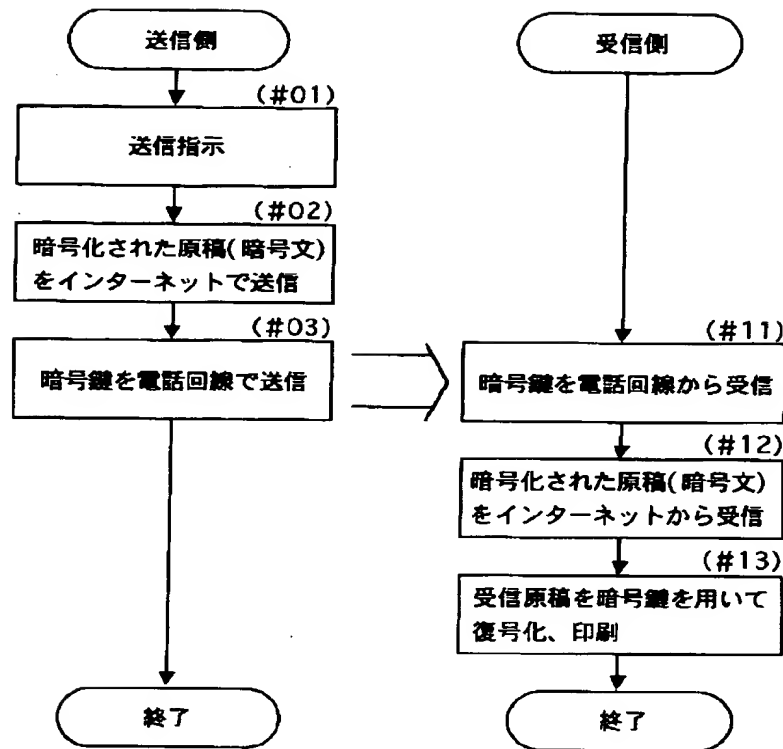 送信側
(#01)
送信指示
(#02)
暗号化された原稿(暗号文)
をインターネットで送信
(#03)
暗号鍵を電話回線で送信
終了
受信側
(#11)
暗号鍵を電話回線から受信
(#12)
暗号化された原稿(暗号文)
をインターネットから受信
(#13)
受信原稿を暗号鍵を用いて
復号化、印刷
終了